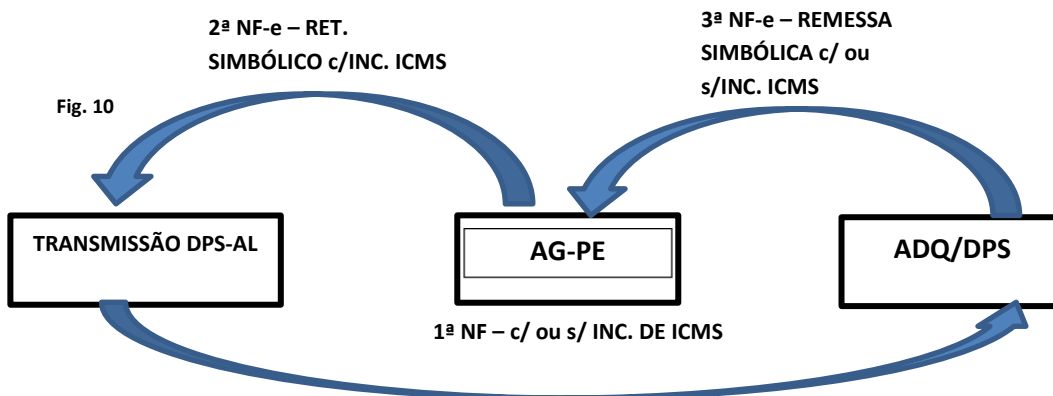 2ª NF-e – RET.
SIMBÓLICO c/INC. ICMS
3ª NF-e – REMESSA
SIMBÓLICA c/ ou
s/INC. ICMS
Fig. 10
TRANSMISSÃO DPS-AL
AG-PE
ADQ/DPS
1ª NF – c/ ou s/ INC. DE ICMS